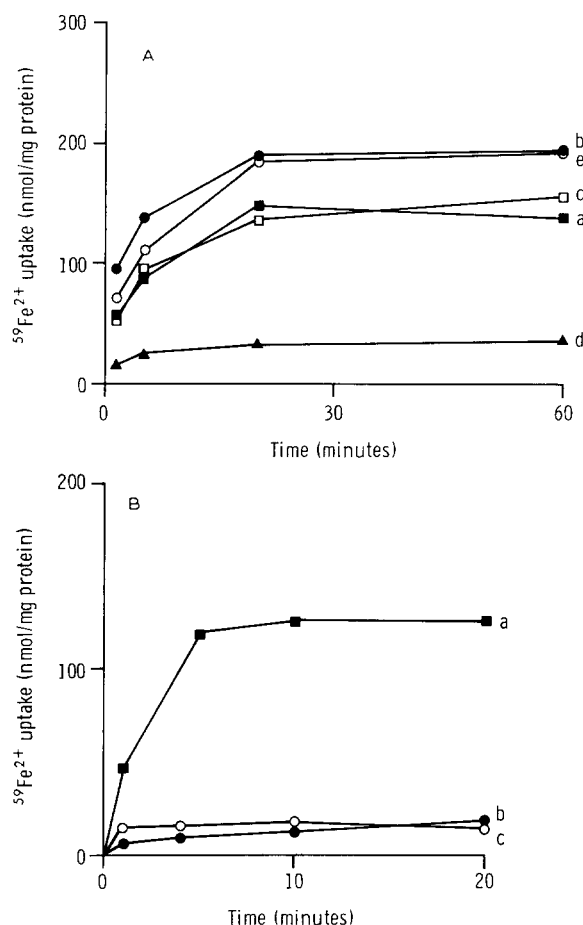 300
A
200
b
e
c
a
100
d
0
0
30
60
Time (minutes)
59Fe2+ uptake (nmol/mg protein)
200
B
a
100
b
c
0
0
10
20
Time (minutes)
59Fe2+ uptake (nmol/mg protein)